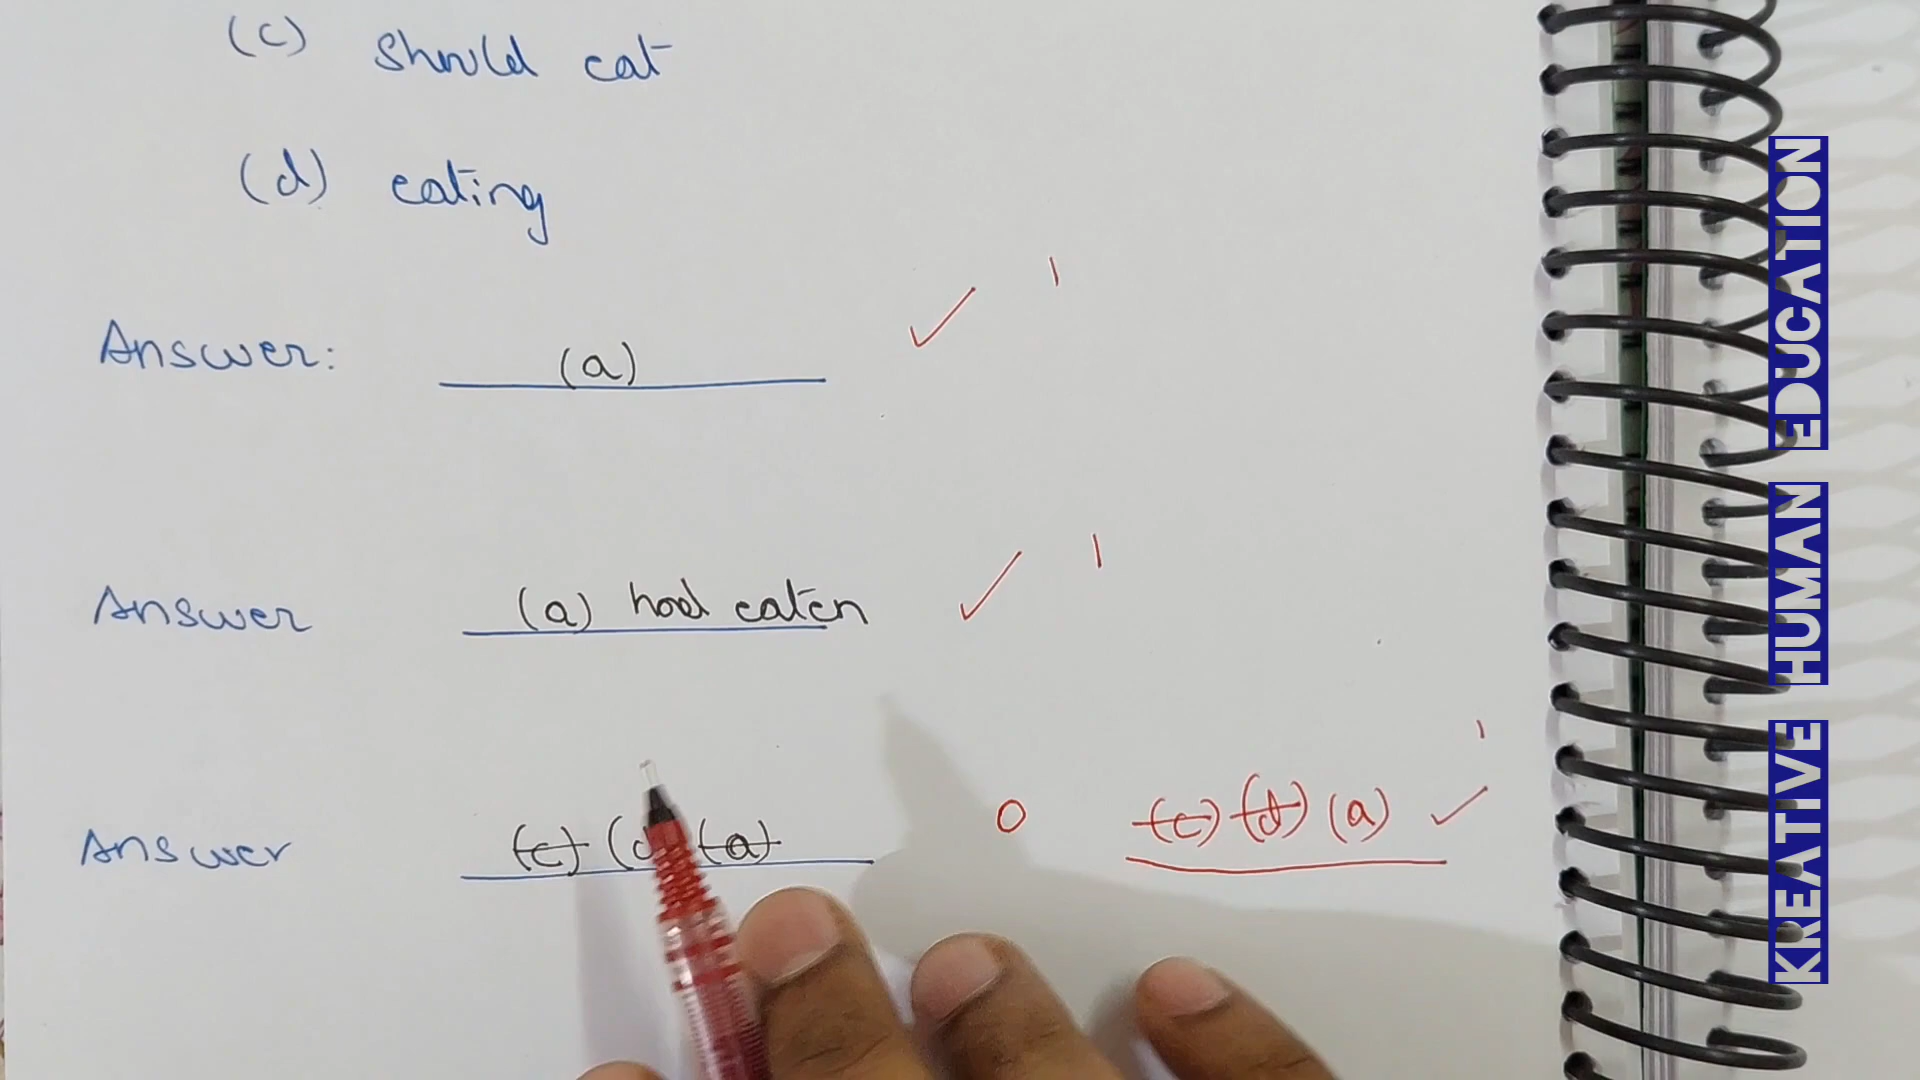 (c) should eat
(d) eating
Answer: (a) ✓ 1
Answer (a) had eaten ✓ 1
Answer (c) (a) 0 (c) (d) (a) ✓ 1
KREATIVE HUMAN EDUCATION